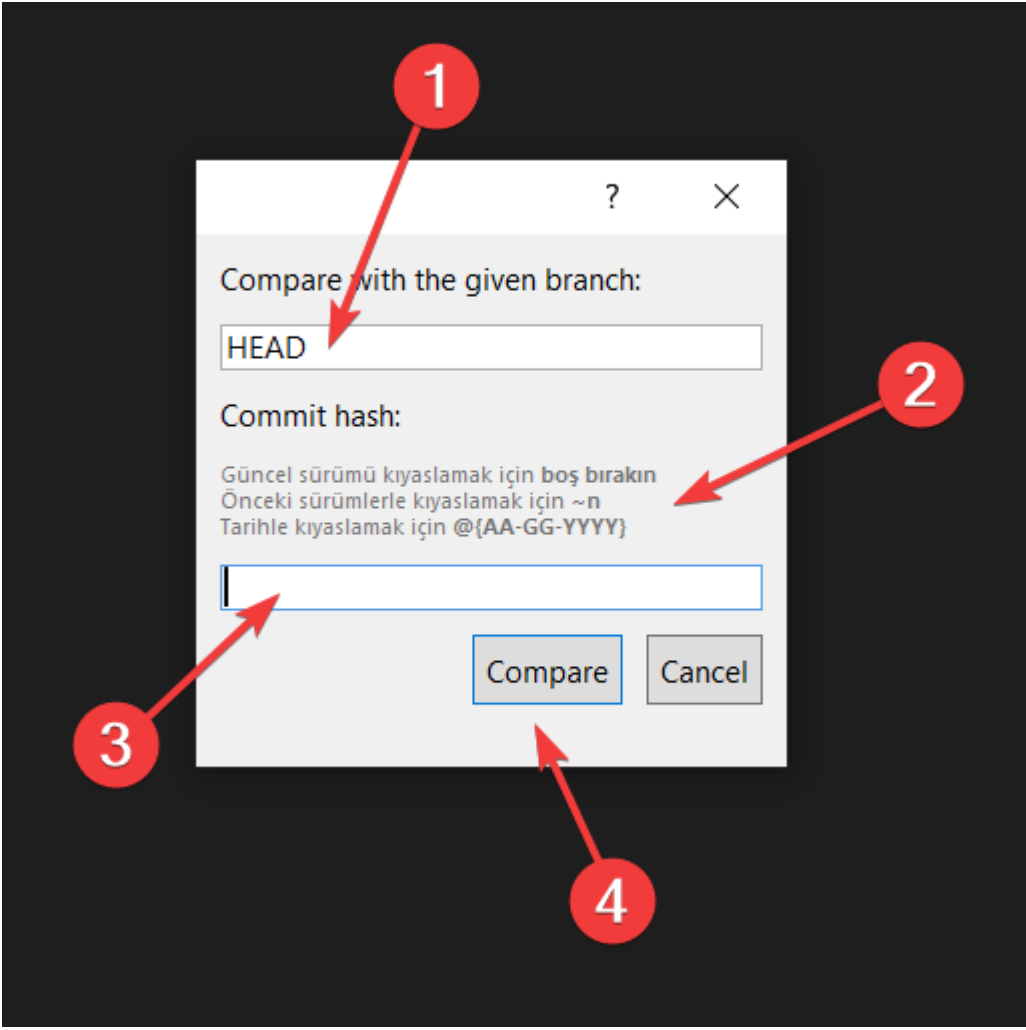 1
?
Compare with the given branch:
HEAD
2
Commit hash:
Güncel sürümü kıyaslamak için boş bırakın
Önceki sürümlerle kıyaslamak için ~n
Tarihle kıyaslamak için @{AA-GG-YYYY}
3
Compare Cancel
4